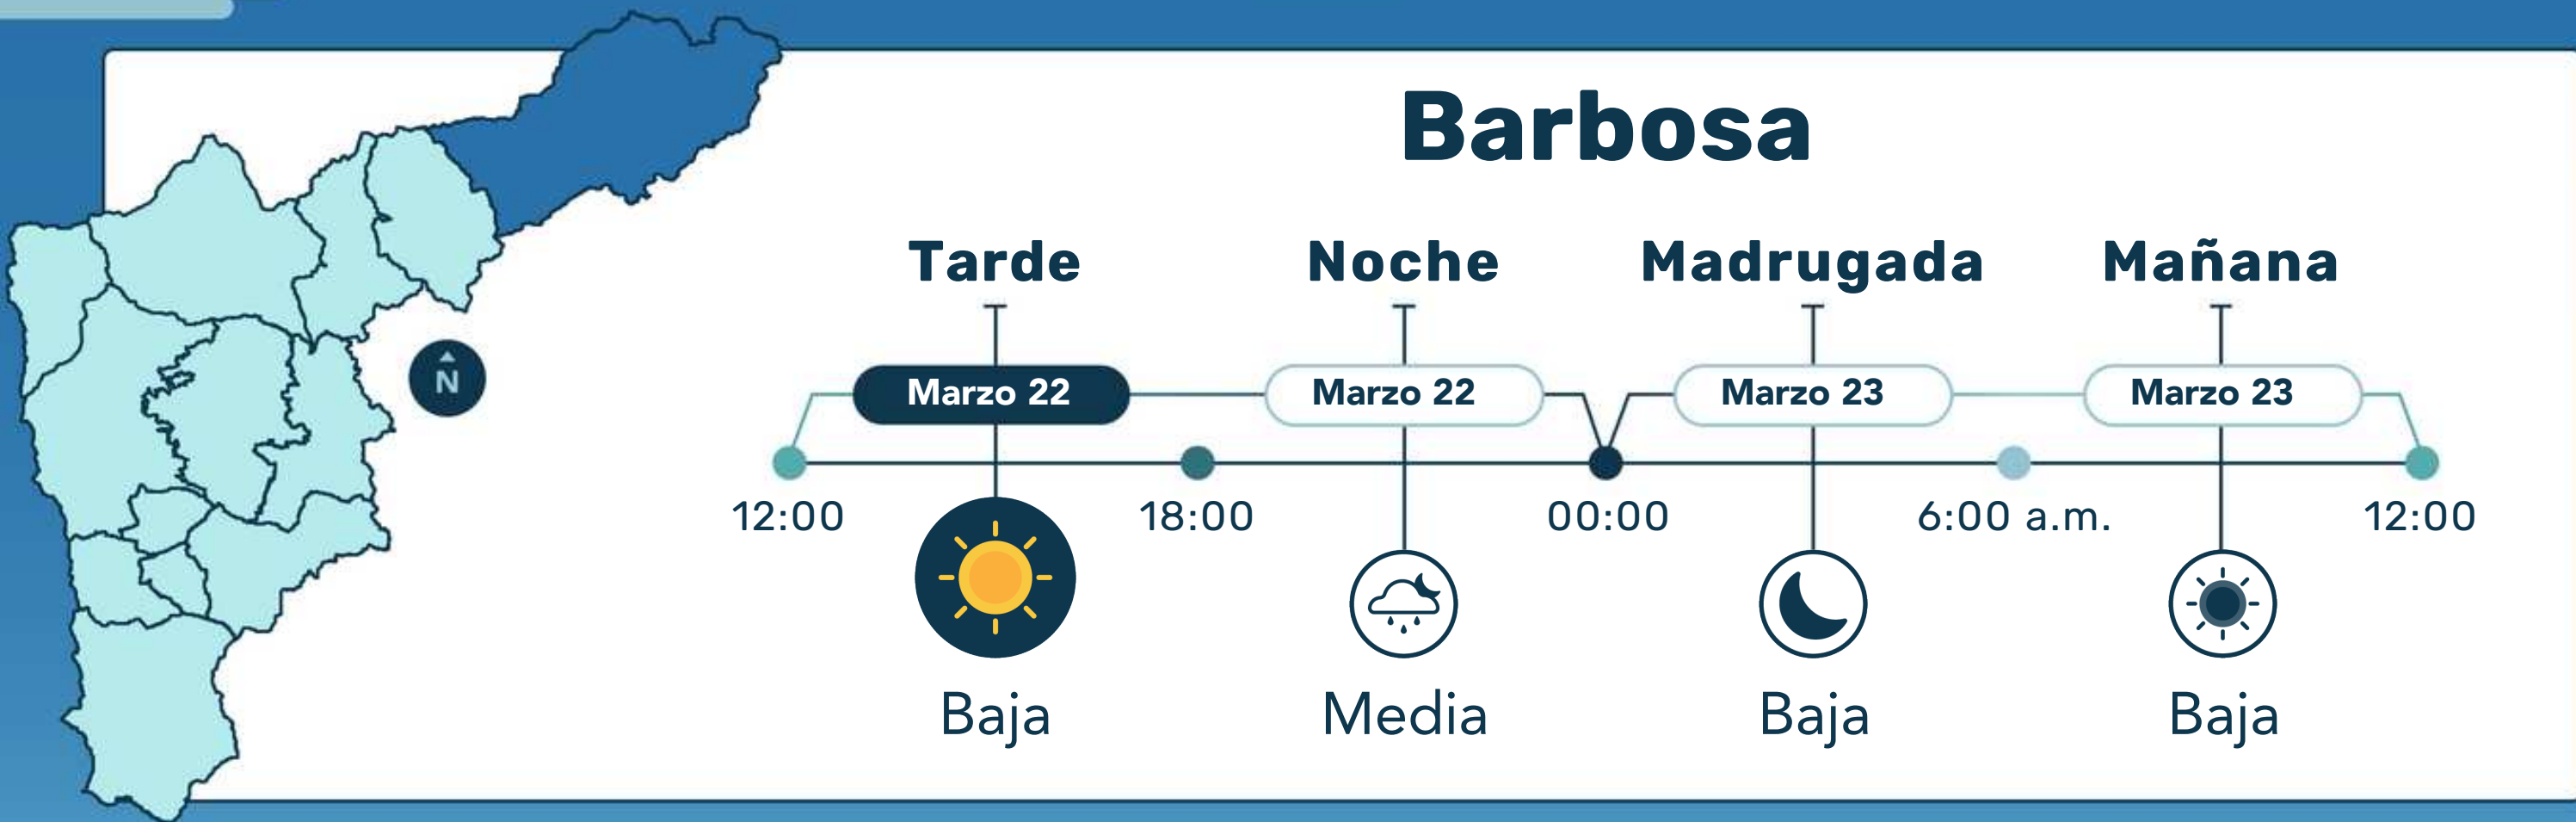 Barbosa
Tarde Noche Madrugada Mañana
Marzo 22 Marzo 22 Marzo 23 Marzo 23
N
12:00 18:00 00:00 6:00 a.m. 12:00
Baja Media Baja Baja